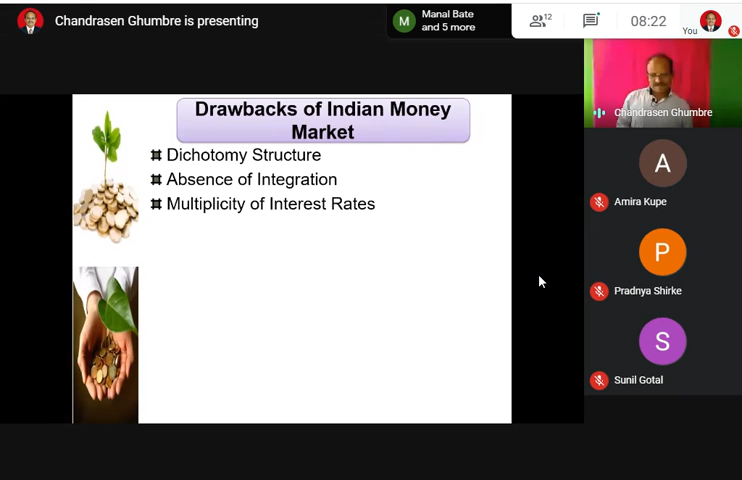 Chandrasen Ghumbre is presenting
M
Manal Bate
and 5 more
12
08:22
You
Drawbacks of Indian Money
Market
Dichotomy Structure
Absence of Integration
Multiplicity of Interest Rates
Chandrasen Ghumbre
A
Amira Kupe
P
Pradnya Shirke
S
Sunil Gotal